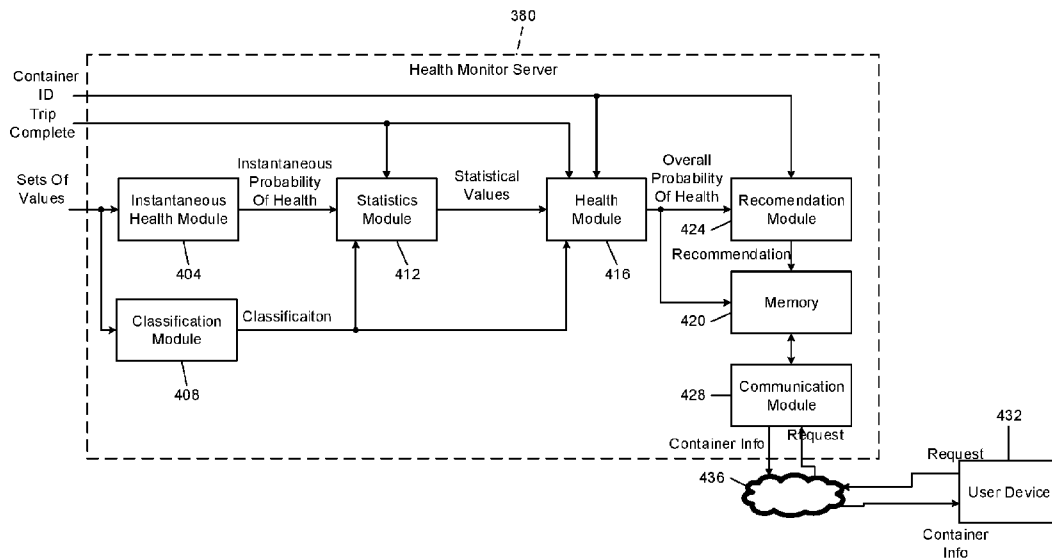 380
Health Monitor Server
Container
ID
Trip
Complete
Sets Of
Values
Instantaneous
Health Module
404
Instantaneous
Probability
Of Health
Statistics
Module
412
Statistical
Values
Health
Module
416
Overall
Probability
Of Health
Recomendation
Module
424
Recommendation
Classification
Module
408
Classificaiton
Memory
420
Communication
Module
428
Container Info
Request
436
432
Request
User Device
Container
Info